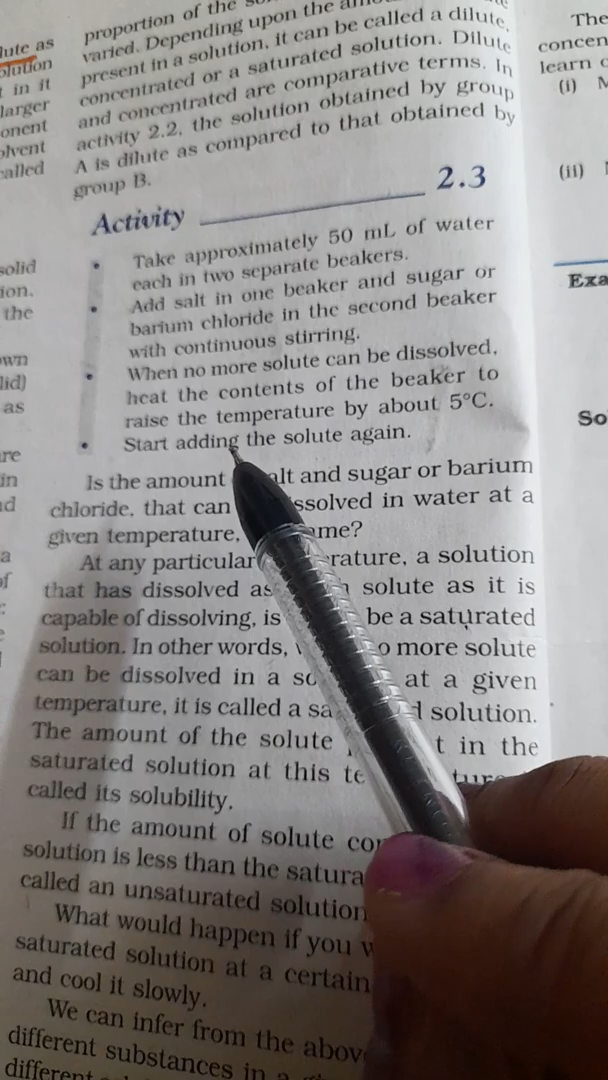 lute as
olution
t in it
larger
onent
olvent
called
solid
ion.
the
own
lid)
as
are
in
nd
a
of
proportion of the
varied. Depending upon the
present in a solution, it can be called a dilute,
concentrated or a saturated solution. Dilute
and concentrated are comparative terms. In
activity 2.2, the solution obtained by group
A is dilute as compared to that obtained by
group B.
Activity 2.3
• Take approximately 50 mL of water
each in two separate beakers.
• Add salt in one beaker and sugar or
barium chloride in the second beaker
with continuous stirring.
• When no more solute can be dissolved,
heat the contents of the beaker to
raise the temperature by about 5°C.
• Start adding the solute again.
Is the amount alt and sugar or barium
chloride, that can ssolved in water at a
given temperature, ame?
At any particular rature, a solution
that has dissolved as solute as it is
capable of dissolving, is be a saturated
solution. In other words, o more solute
can be dissolved in a so at a given
temperature, it is called a sa d solution.
The amount of the solute t in the
saturated solution at this te ture
called its solubility.
If the amount of solute con
solution is less than the satura
called an unsaturated solution
What would happen if you w
saturated solution at a certain
and cool it slowly.
We can infer from the abov
different substances in a
different
The
concen
learn
(i) M
(ii)
Exa
So